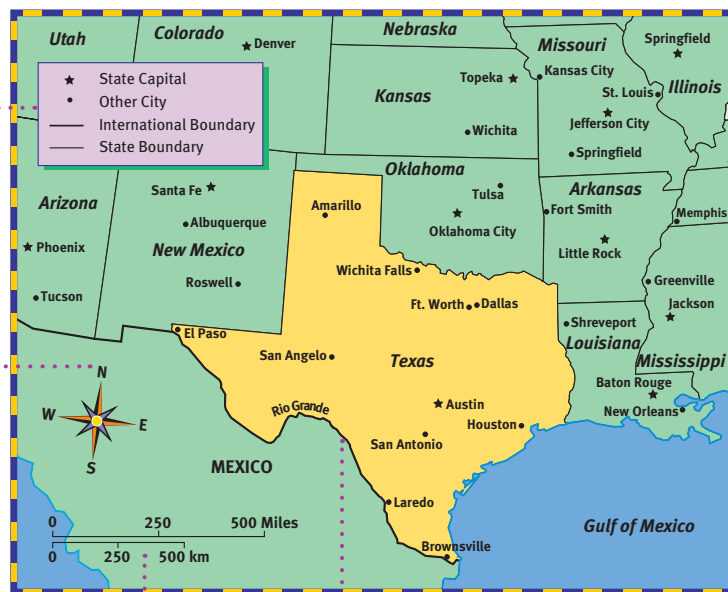 Utah
Colorado
Denver
Nebraska
Missouri
Springfield
Illinois
State Capital
Other City
International Boundary
State Boundary
Topeka
Kansas City
Kansas
St. Louis
Jefferson City
Wichita
Springfield
Oklahoma
Arkansas
Santa Fe
Tulsa
Arizona
Amarillo
Fort Smith
Memphis
Albuquerque
Oklahoma City
Phoenix
New Mexico
Little Rock
Wichita Falls
Roswell
Greenville
Tucson
Ft. Worth
Dallas
Jackson
El Paso
Shreveport
Louisiana
San Angelo
Texas
Mississippi
N
Baton Rouge
Rio Grande
Austin
New Orleans
W
E
Houston
San Antonio
S
MEXICO
Laredo
0 250 500 Miles
0 250 500 km
Gulf of Mexico
Brownsville